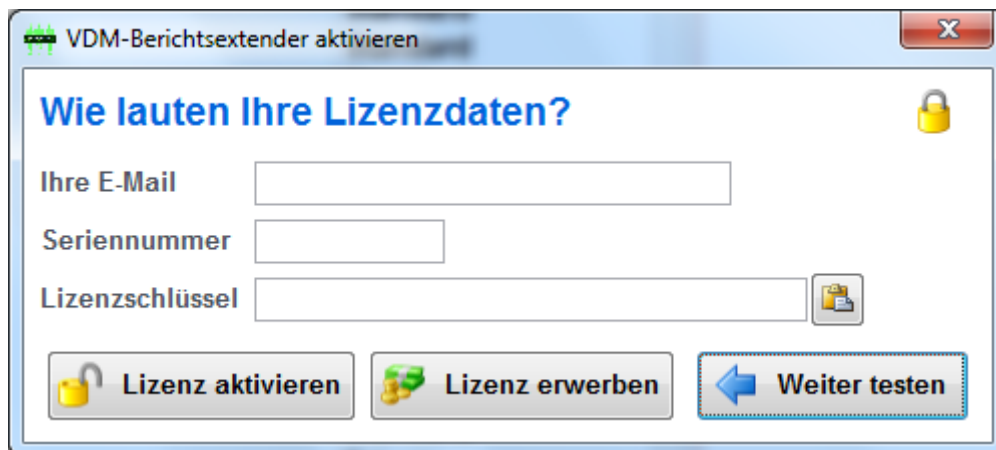 VDM-Berichtsextender aktivieren
Wie lauten Ihre Lizenzdaten?
Ihre E-Mail
Seriennummer
Lizenzschlüssel
Lizenz aktivieren
Lizenz erwerben
Weiter testen